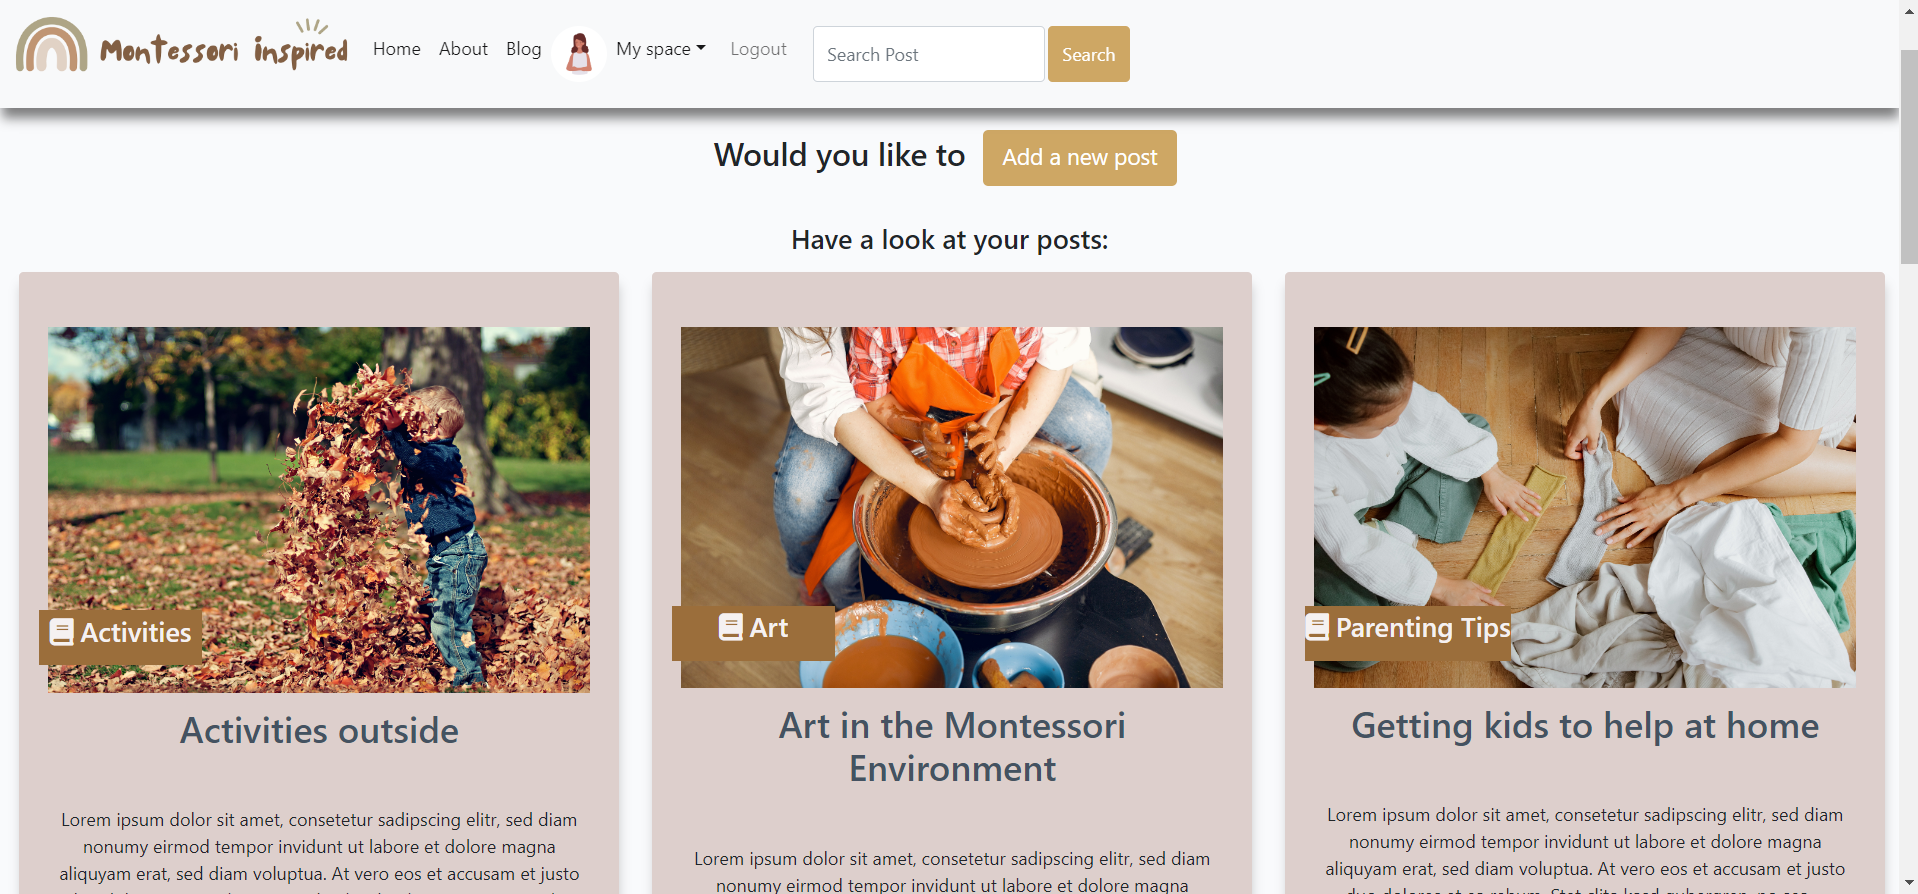 Montessori inspired
Home About Blog My space Logout Search Post Search
Would you like to Add a new post
Have a look at your posts:
Activities
Activities outside
Lorem ipsum dolor sit amet, consetetur sadipscing elitr, sed diam
nonumy eirmod tempor invidunt ut labore et dolore magna
aliquyam erat, sed diam voluptua. At vero eos et accusam et justo
Art
Art in the Montessori
Environment
Lorem ipsum dolor sit amet, consetetur sadipscing elitr, sed diam
nonumy eirmod tempor invidunt ut labore et dolore magna
Parenting Tips
Getting kids to help at home
Lorem ipsum dolor sit amet, consetetur sadipscing elitr, sed diam
nonumy eirmod tempor invidunt ut labore et dolore magna
aliquyam erat, sed diam voluptua. At vero eos et accusam et justo